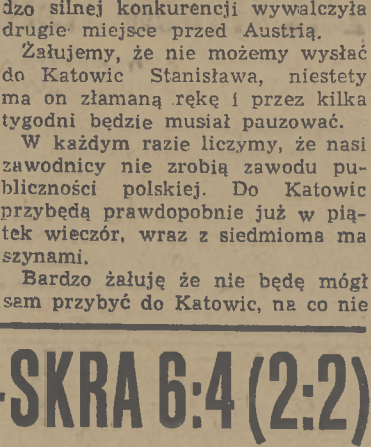 dzo silnej konkurencji wywalczyła
drugie miejsce przed Austrią.
Żałujemy, że nie możemy wysłać
do Katowic Stanisława, niestety
ma on złamaną rękę i przez kilka
tygodni będzie musiał pauzować.
W każdym razie liczymy, że nasi
zawodnicy nie zrobią zawodu pu-
bliczności polskiej. Do Katowic
przybędą prawdopobnie już w pią-
tek wieczór, wraz z siedmioma ma
szynami.
Bardzo żałuję że nie będę mógł
sam przybyć do Katowic, na co nie
-SKRA 6:4 (2:2)